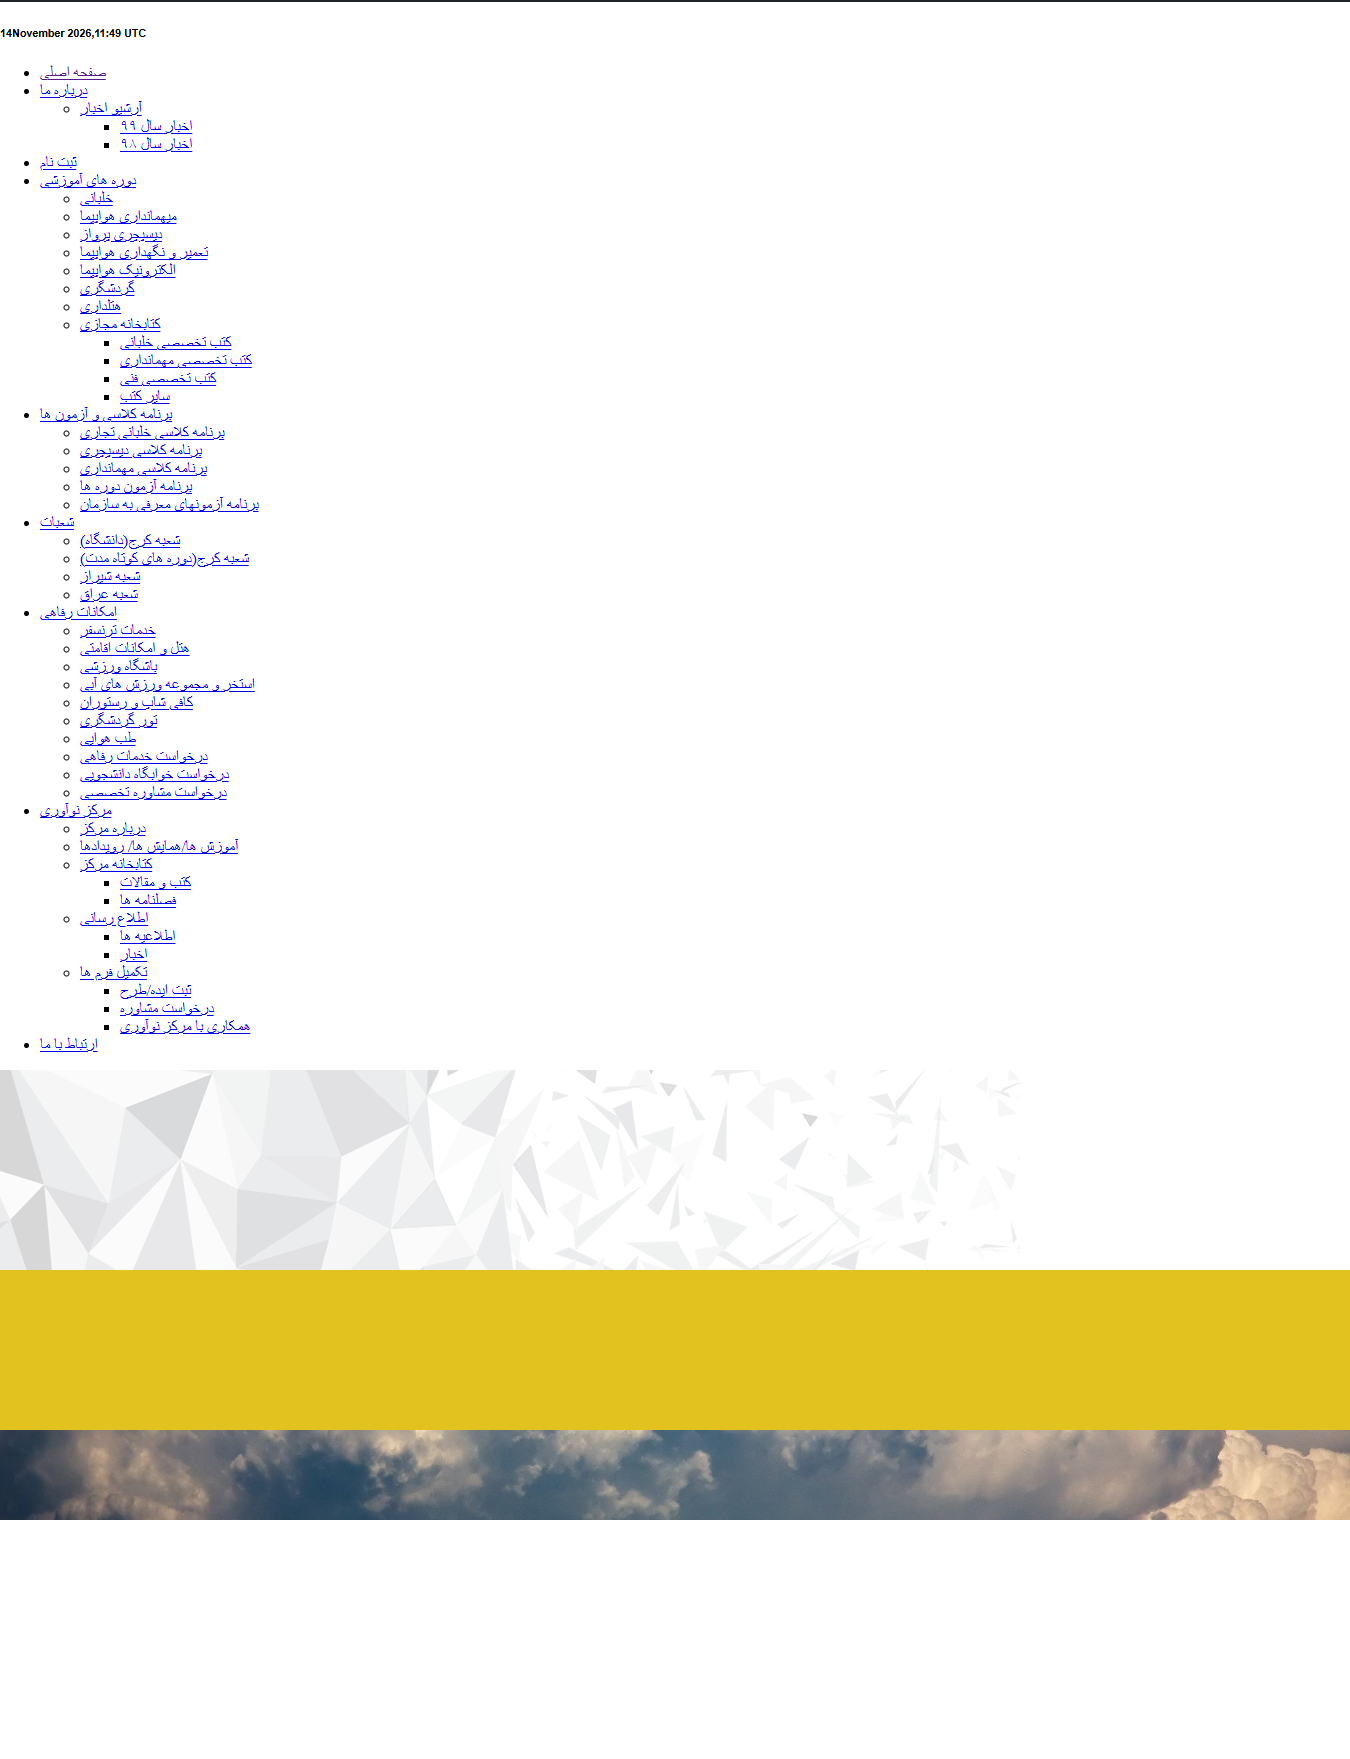 14November 2026,11:49 UTC
صفحه اصلی
درباره ما
آرشیو اخبار
اخبار سال ۹۹
اخبار سال ۹۸
ثبت نام
دوره های آموزشی
خلبانی
میهمانداری هواپیما
دیسپچری پرواز
تعمیر و نگهداری هواپیما
الکترونیک هواپیما
گردشگری
هتلداری
کتابخانه مجازی
کتب تخصصی خلبانی
کتب تخصصی مهمانداری
کتب تخصصی فنی
سایر کتب
برنامه کلاسی و آزمون ها
برنامه کلاسی خلبانی تجاری
برنامه کلاسی دیسپچری
برنامه کلاسی مهمانداری
برنامه آزمون دوره ها
برنامه آزمونهای معرفی به سازمان
شعبات
شعبه کرج(دانشگاه)
شعبه کرج(دوره های کوتاه مدت)
شعبه شیراز
شعبه عراق
امکانات رفاهی
خدمات ترنسفر
هتل و امکانات اقامتی
باشگاه ورزشی
استخر و مجموعه ورزش های آبی
کافی شاپ و رستوران
تور گردشگری
طب هوایی
درخواست خدمات رفاهی
درخواست خوابگاه دانشجویی
درخواست مشاوره تخصصی
مرکز نوآوری
درباره مرکز
آموزش ها/همایش ها/ رویدادها
کتابخانه مرکز
کتب و مقالات
فصلنامه ها
اطلاع رسانی
اطلاعیه ها
اخبار
تکمیل فرم ها
ثبت ایده/طرح
درخواست مشاوره
همکاری با مرکز نوآوری
ارتباط با ما